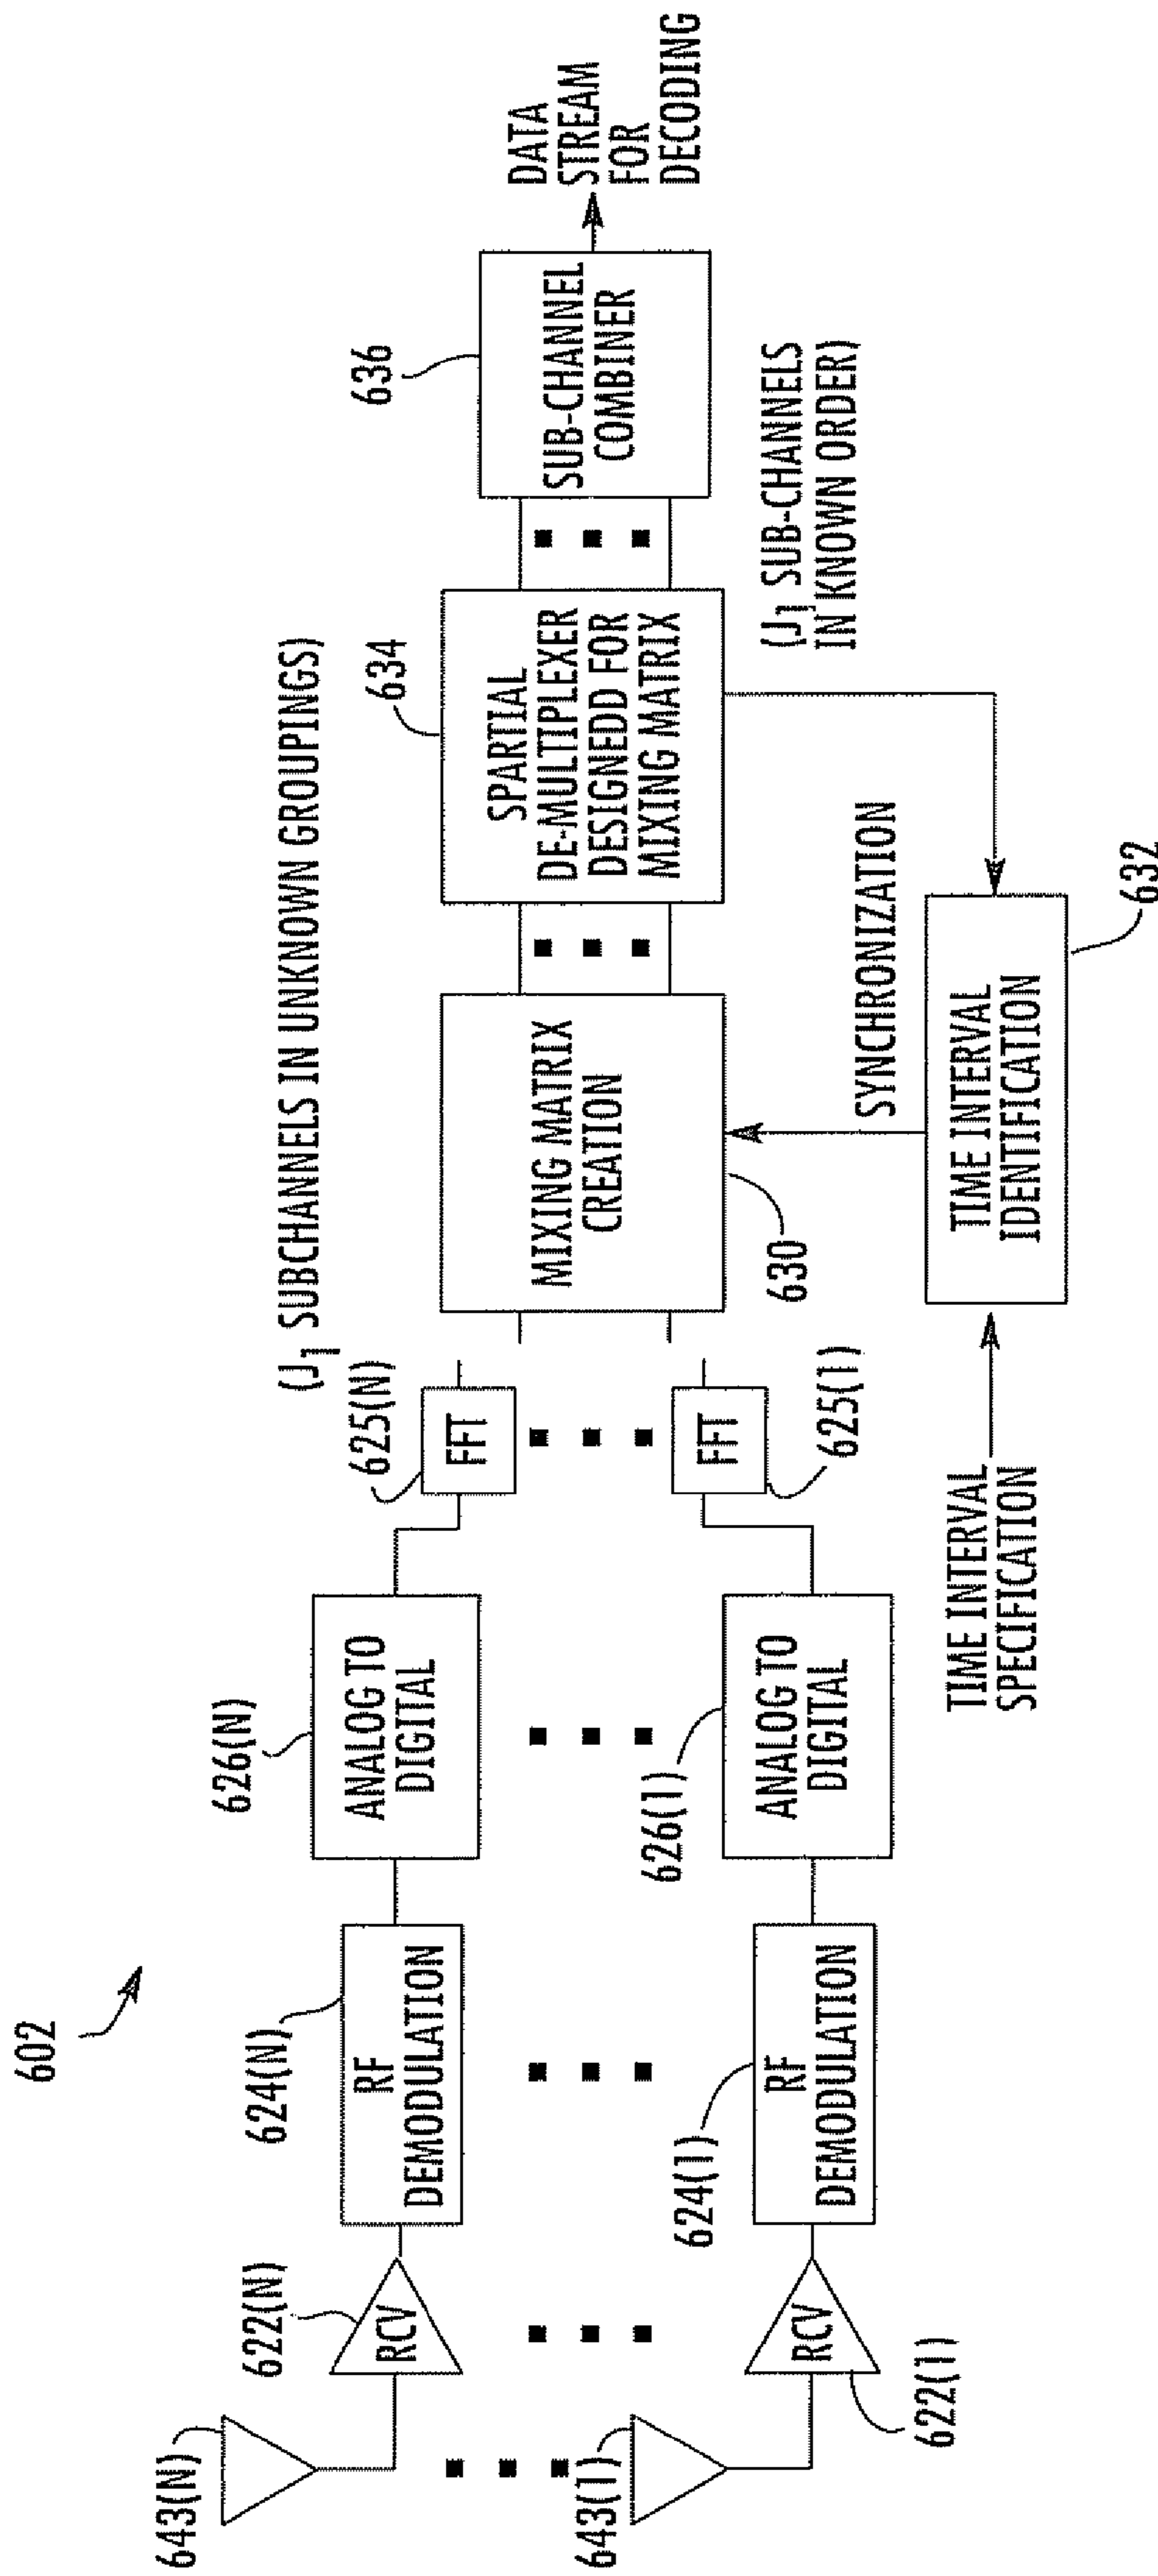 602
643(N)
622(N)
RCV
624(N)
RF
DEMODULATION
626(N)
ANALOG TO
DIGITAL
625(N)
FFT
643(1)
622(1)
RCV
624(1)
RF
DEMODULATION
626(1)
ANALOG TO
DIGITAL
625(1)
FFT
(J1 SUBCHANNELS IN UNKNOWN GROUPINGS)
MIXING MATRIX
CREATION
630
634
SPARTIAL
DE-MULTIPLEXER
DESIGNEDD FOR
MIXING MATRIX
636
SUB-CHANNEL
COMBINER
DATA
STREAM
FOR
DECODING
(J1 SUB-CHANNELS
IN KNOWN ORDER)
SYNCHRONIZATION
TIME INTERVAL
IDENTIFICATION
632
TIME INTERVAL
SPECIFICATION